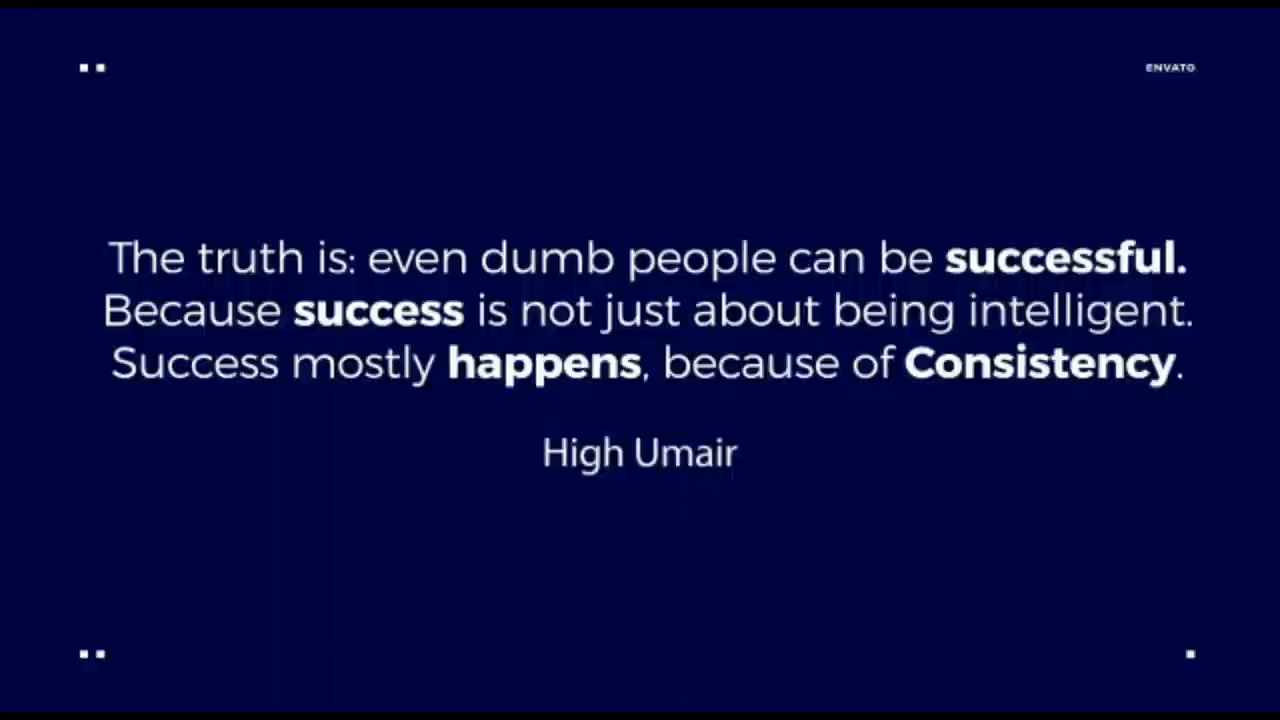 ENVATO
The truth is: even dumb people can be successful.
Because success is not just about being intelligent.
Success mostly happens, because of Consistency.
High Umair